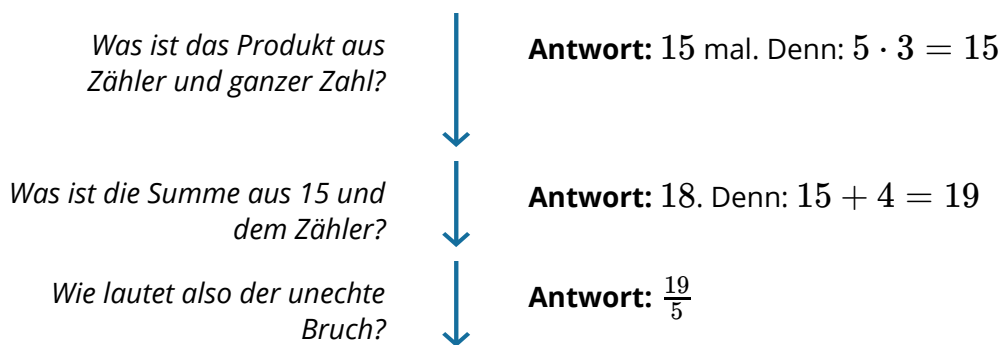 Was ist das Produkt aus
Zähler und ganzer Zahl?
Antwort: 15 mal. Denn: 5 · 3 = 15
Was ist die Summe aus 15 und
dem Zähler?
Antwort: 18. Denn: 15 + 4 = 19
Wie lautet also der unechte
Bruch?
Antwort: 19/5